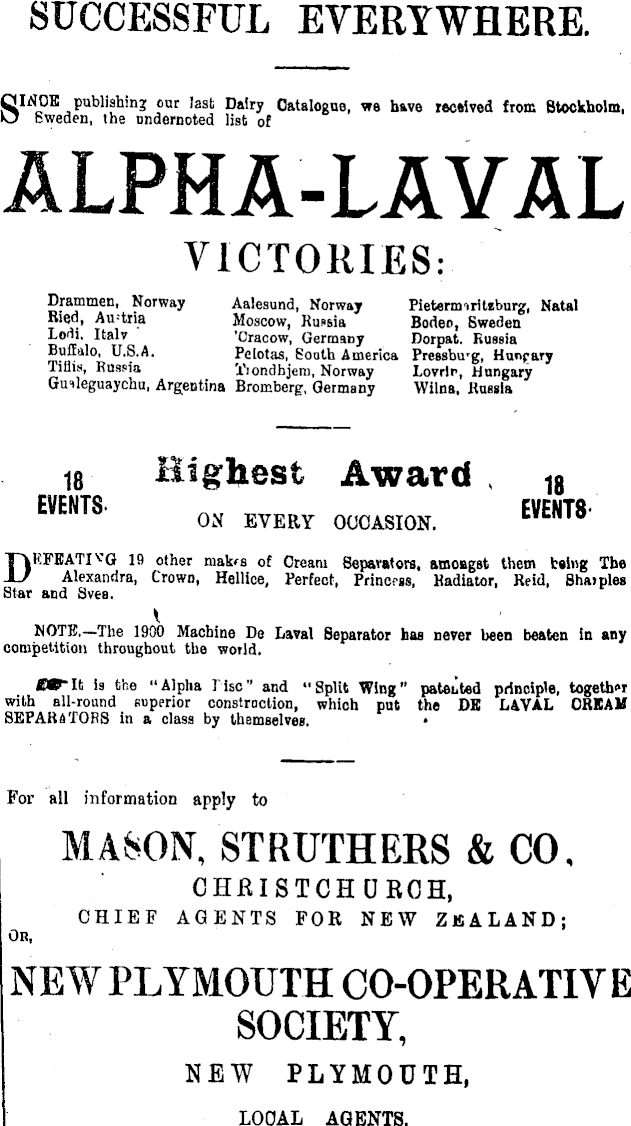 SUCCESSFUL EVERYWHERE.
SINCE publishing our last Dairy Catalogue, we have received from Stockholm,
Sweden, the undernoted list of
ALPHA-LAVAL
VICTORIES:
Drammen, Norway
Ried, Austria
Lodi, Italy
Buffalo, U.S.A.
Tiflis, Russia
Gualeguaychu, Argentina
Aalesund, Norway
Moscow, Russia
Cracow, Germany
Pelotas, South America
Trondhjem, Norway
Bromberg, Germany
Pietermaritzburg, Natal
Bodeo, Sweden
Dorpat, Russia
Pressburg, Hungary
Lovrin, Hungary
Wilna, Russia
18
EVENTS.
Highest Award
ON EVERY OCCASION.
18
EVENTS.
DEFEATING 19 other makes of Cream Separators, amongst them being The
Alexandra, Crown, Hellice, Perfect, Princess, Radiator, Reid, Sharples
Star and Svea.
NOTE.—The 1900 Machine De Laval Separator has never been beaten in any
competition throughout the world.
It is the "Alpha Disc" and "Split Wing" patented principle, together
with all-round superior construction, which put the DE LAVAL CREAM
SEPARATORS in a class by themselves.
For all information apply to
MASON, STRUTHERS & CO.,
CHRISTCHURCH,
CHIEF AGENTS FOR NEW ZEALAND;
OR,
NEW PLYMOUTH CO-OPERATIVE
SOCIETY,
NEW PLYMOUTH,
LOCAL AGENTS.